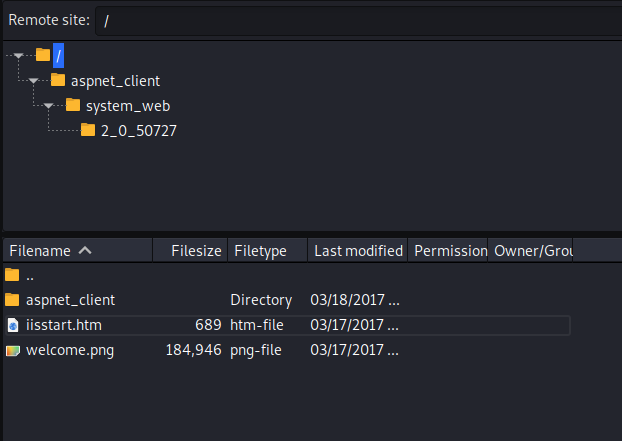 Remote site: /
/
aspnet_client
system_web
2_0_50727
Filename Filesize Filetype Last modified Permission Owner/Grou
..
aspnet_client Directory 03/18/2017 ...
iisstart.htm 689 htm-file 03/17/2017 ...
welcome.png 184,946 png-file 03/17/2017 ...